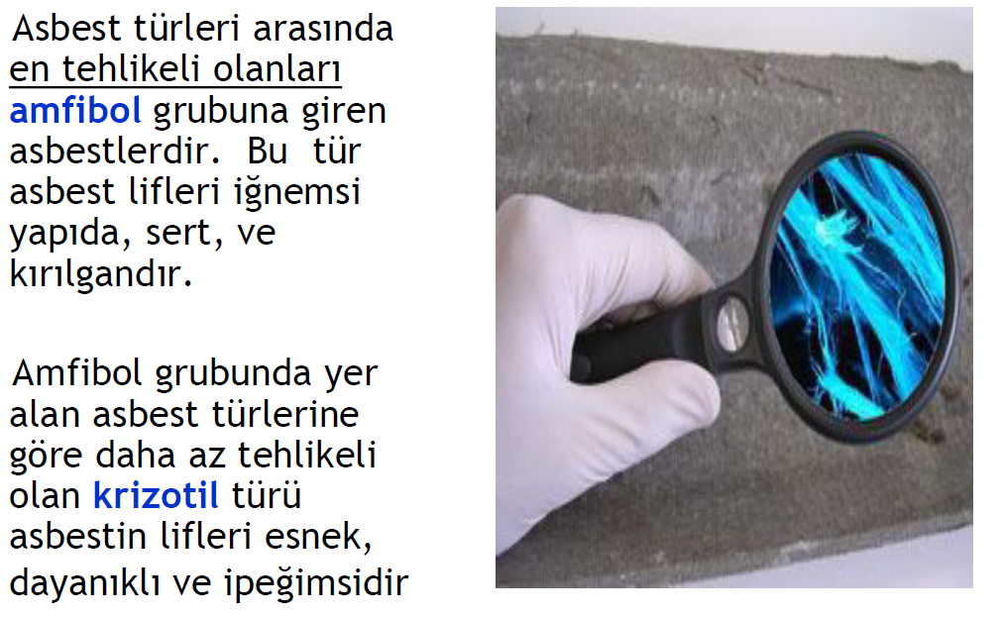 Asbest türleri arasında
en tehlikeli olanları
amfibol grubuna giren
asbestlerdir. Bu tür
asbest lifleri iğnemsi
yapıda, sert, ve
kırılgandır.
Amfibol grubunda yer
alan asbest türlerine
göre daha az tehlikeli
olan krizotil türü
asbestin lifleri esnek,
dayanıklı ve ipeğimsidir